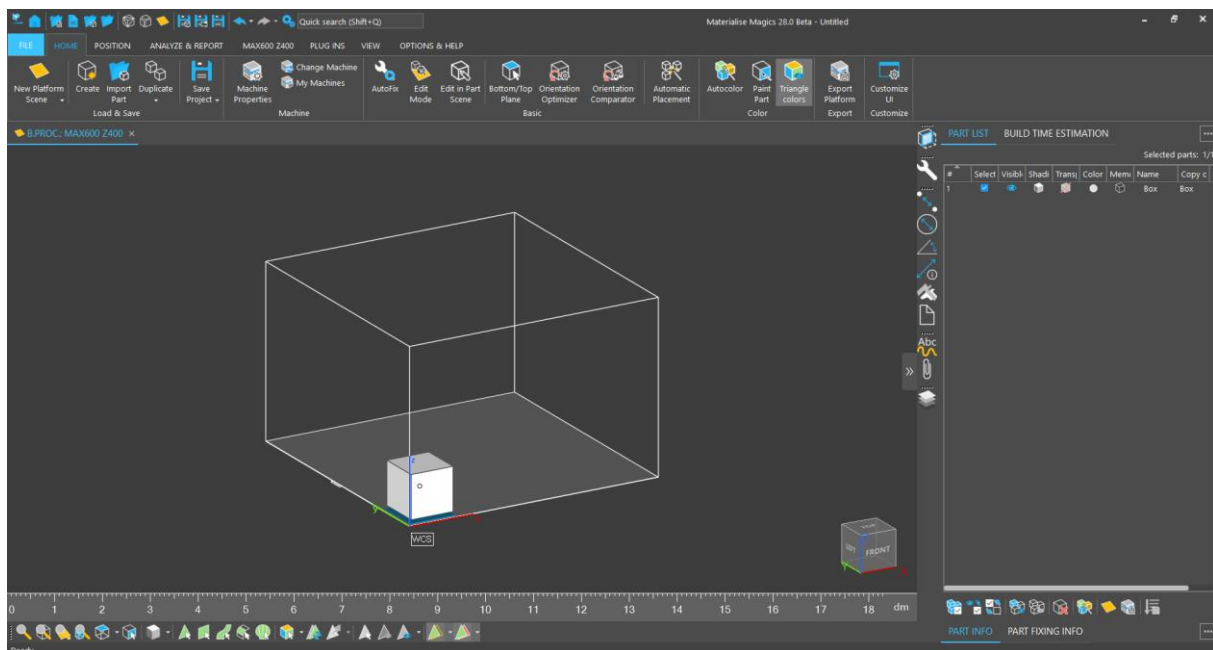 Quick search (Shift+Q)
Materialise Magics 28.0 Beta - Untitled
FILE HOME POSITION ANALYZE & REPORT MAX600 Z400 PLUG INS VIEW OPTIONS & HELP
New Platform Scene
Create
Import Part
Duplicate
Save Project
Load & Save
Machine Properties
Change Machine
My Machines
Machine
AutoFix
Edit Mode
Edit in Part Scene
Bottom/Top Plane
Orientation Optimizer
Orientation Comparator
Basic
Automatic Placement
Autocolor
Paint Part
Triangle colors
Color
Export Platform
Export
Customize UI
Customize
B.PROC.: MAX600 Z400 ×
PART LIST BUILD TIME ESTIMATION
Selected parts: 1/1
# Select Visibl Shadi Trans Color Mem Name Copy c
1 Box Box
Abc
z
y
WCS
TOP
FRONT
0 1 2 3 4 5 6 7 8 9 10 11 12 13 14 15 16 17 18 dm
PART INFO PART FIXING INFO